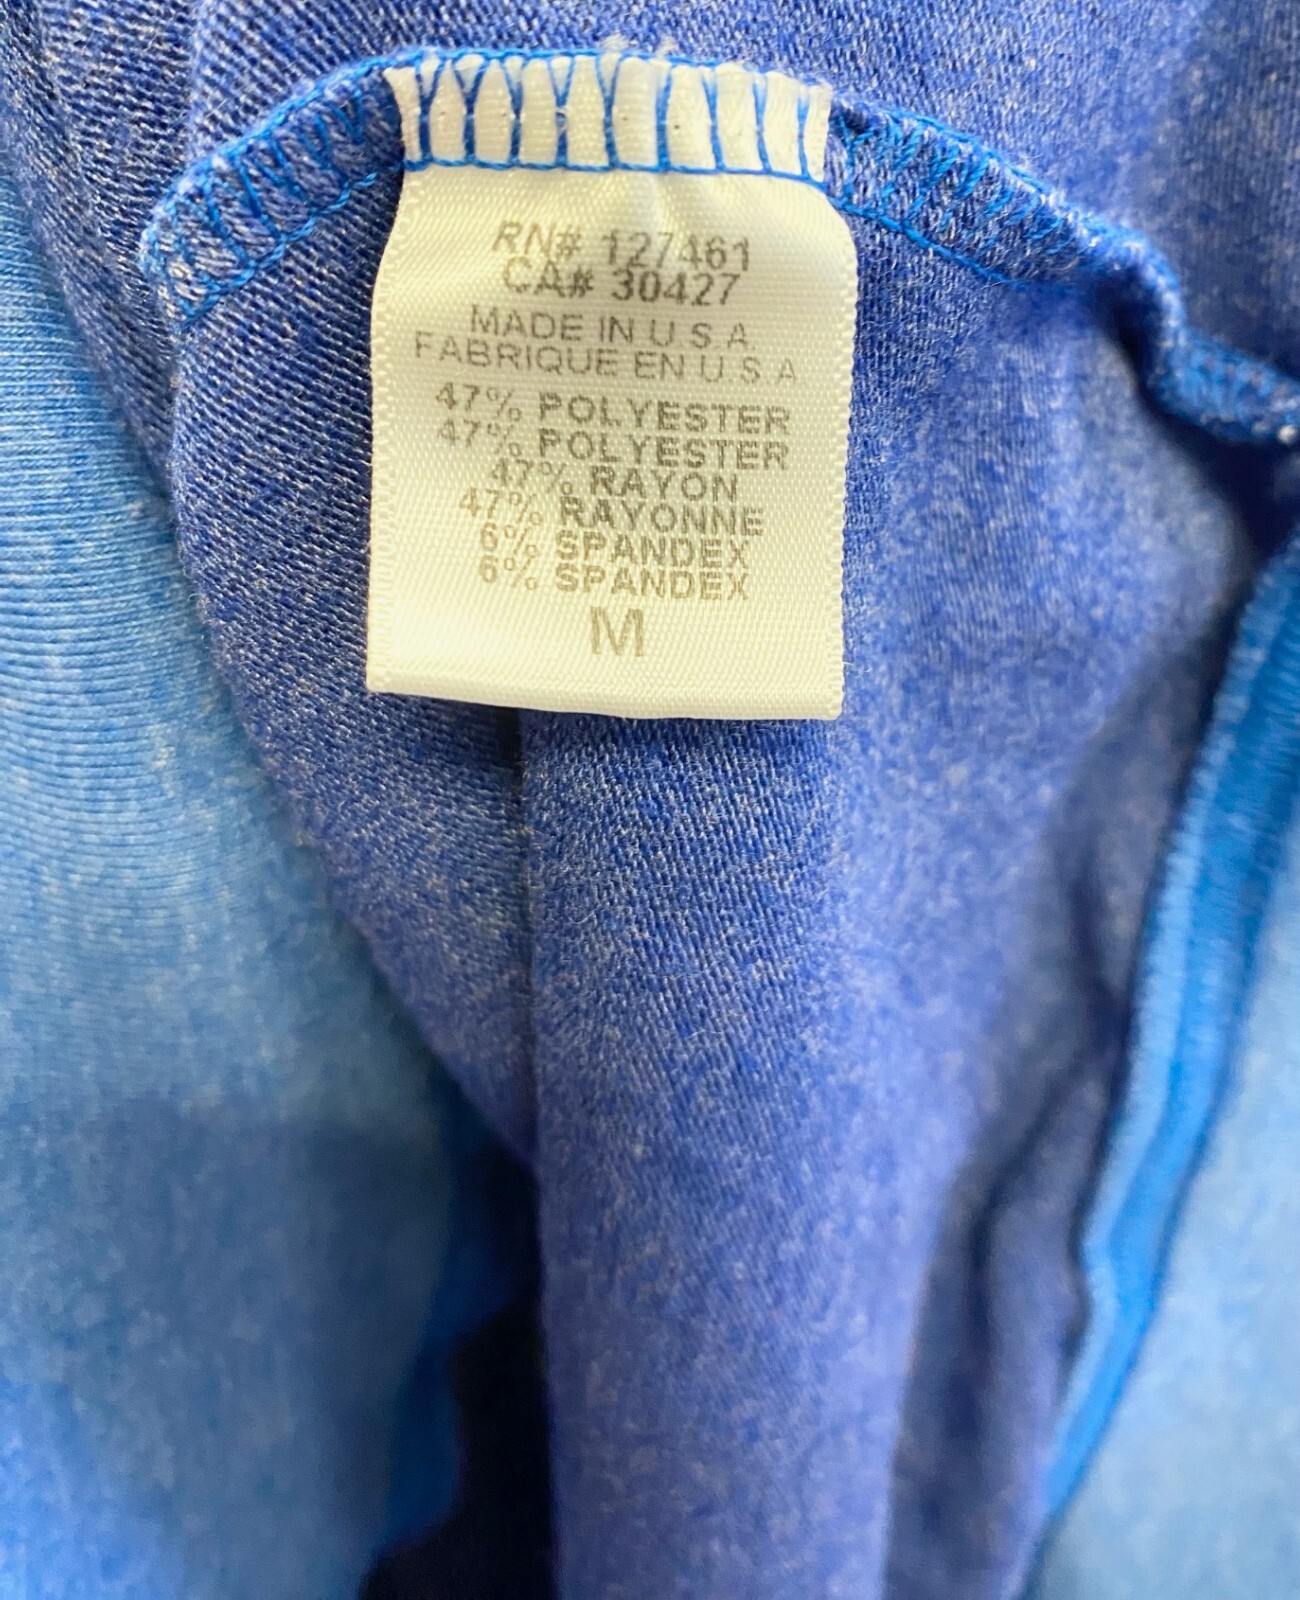 RN# 127461
CA# 30427
MADE IN U S A
FABRIQUE EN U S A
47% POLYESTER
47% POLYESTER
47% RAYON
47% RAYONNE
6% SPANDEX
6% SPANDEX
M